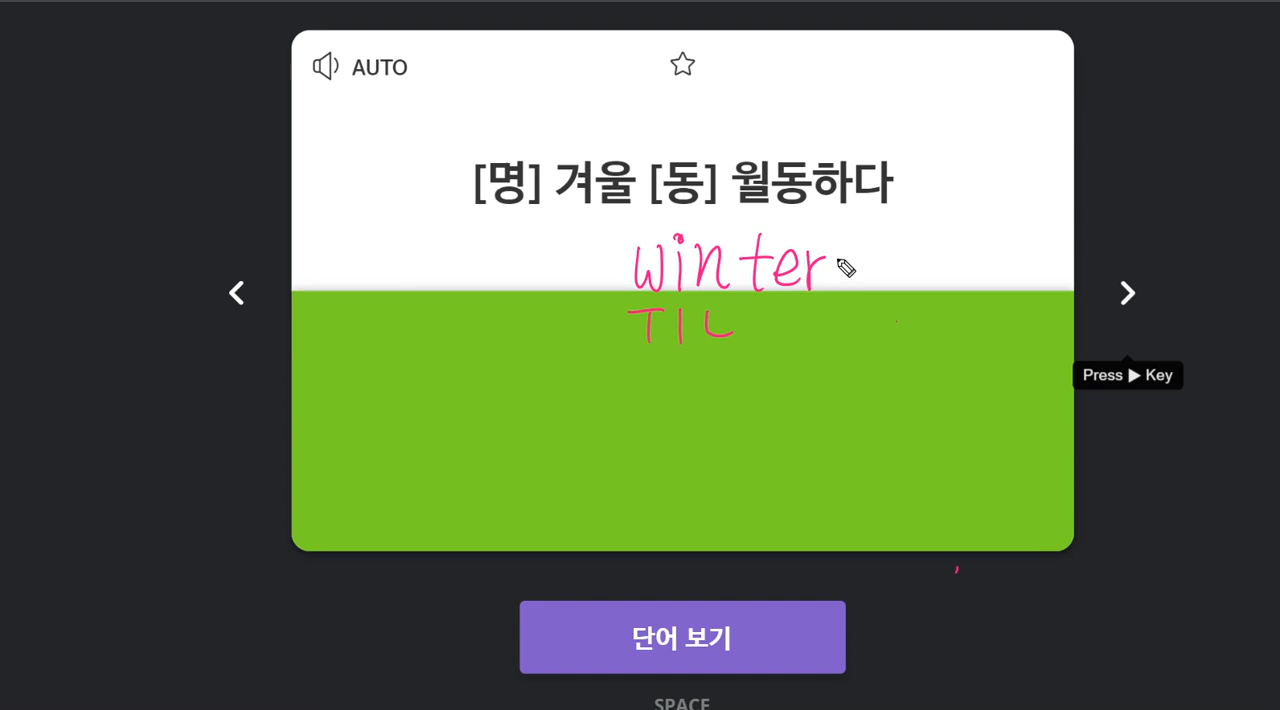 AUTO
[명] 겨울 [동] 월동하다
winter
ㅜ ㅣ ㄴ
Press ▶ Key
단어 보기
SPACE